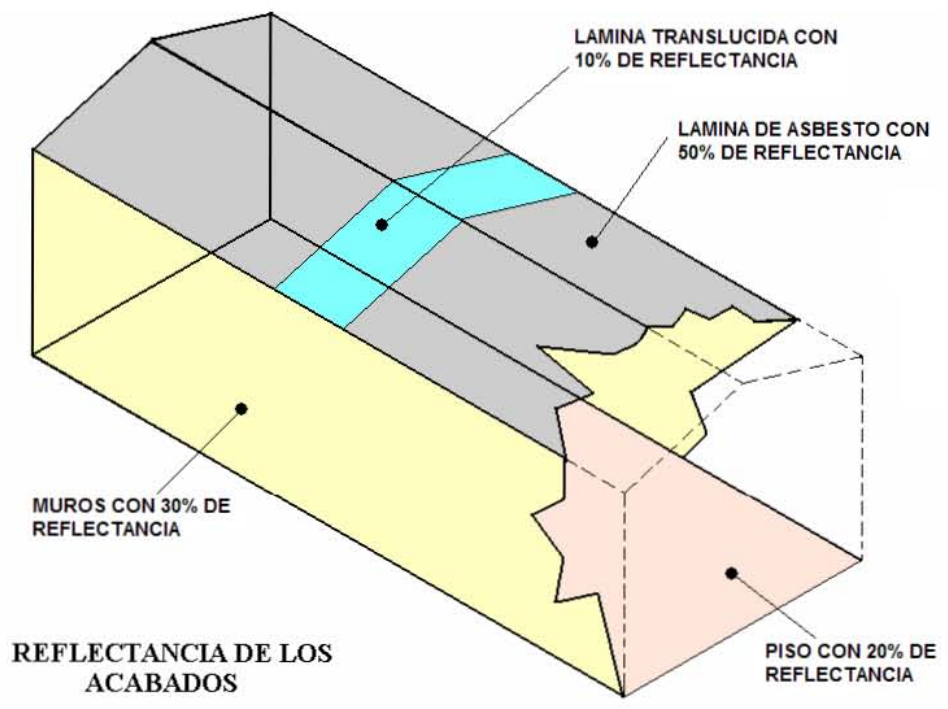 LAMINA TRANSLUCIDA CON
10% DE REFLECTANCIA
LAMINA DE ASBESTO CON
50% DE REFLECTANCIA
MUROS CON 30% DE
REFLECTANCIA
PISO CON 20% DE
REFLECTANCIA
REFLECTANCIA DE LOS
ACABADOS